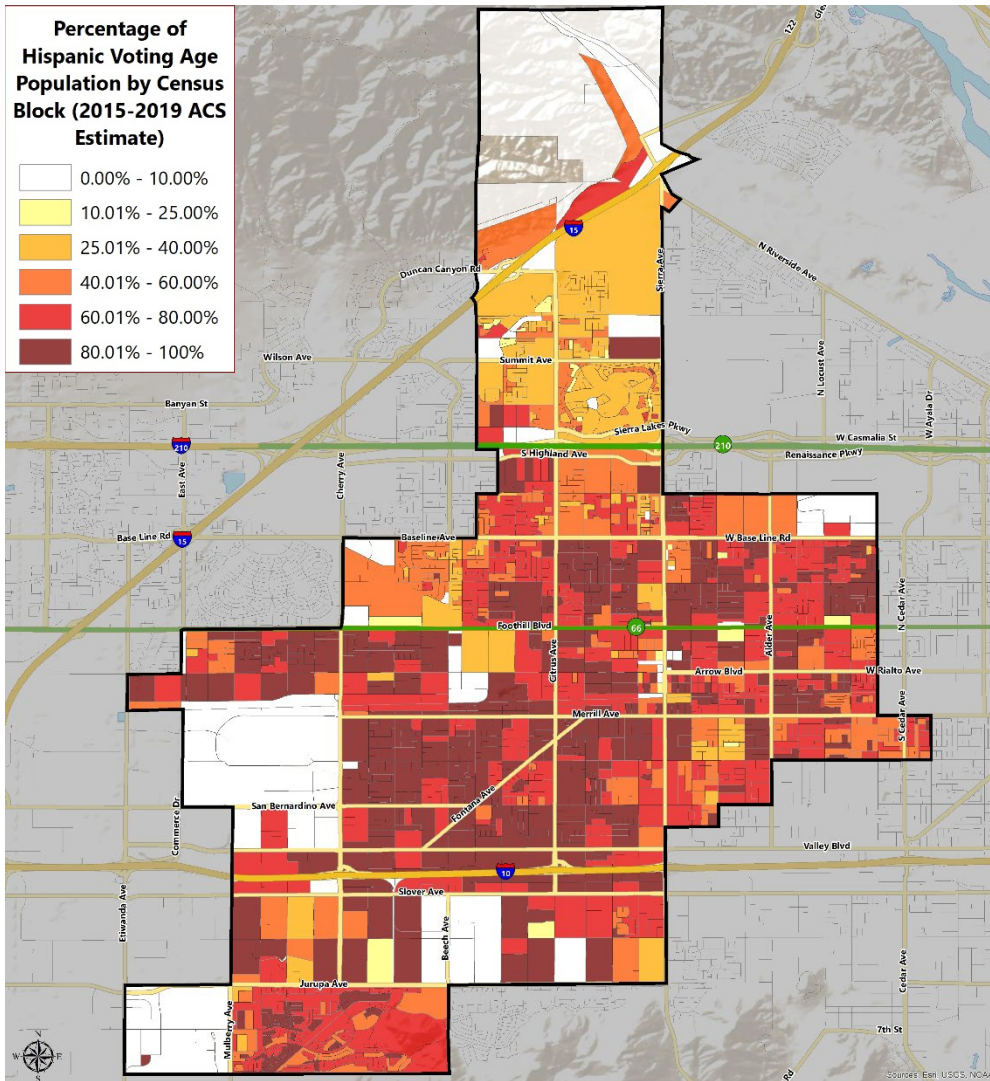 Percentage of
Hispanic Voting Age
Population by Census
Block (2015-2019 ACS
Estimate)
0.00% - 10.00%
10.01% - 25.00%
25.01% - 40.00%
40.01% - 60.00%
60.01% - 80.00%
80.01% - 100%
122
Gle
15
Duncan Canyon Rd
Sierra Ave
N Riverside Ave
Wilson Ave
Summit Ave
N Locust Ave
W Ayala Dr
Banyan St
Sierra Lakes Pkwy
210
210
W Casmalia St
S Highland Ave
Renaissance Pkwy
East Ave
Cherry Ave
Base Line Rd
15
Baseline Ave
W Base Line Rd
N Cedar Ave
Foothill Blvd
66
Alder Ave
Citrus Ave
Arrow Blvd
W Rialto Ave
Merrill Ave
S Cedar Ave
San Bernardino Ave
Fontana Ave
Commerce Dr
Valley Blvd
10
Slover Ave
Etiwanda Ave
Beech Ave
Cedar Ave
Jurupa Ave
Mulberry Ave
7th St
Rd
N
W
E
S
Sources: Esri, USGS, NOAA